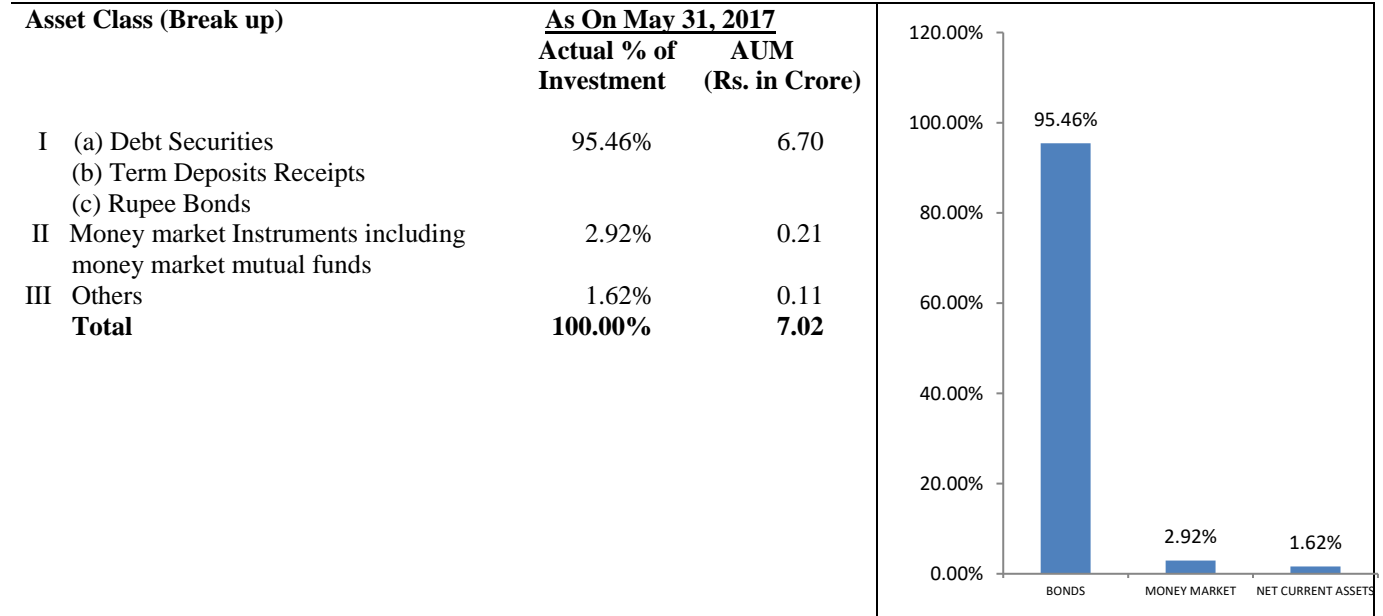 Asset Class (Break up) As On May 31, 2017
Actual % of AUM
Investment (Rs. in Crore)
I (a) Debt Securities 95.46% 6.70
(b) Term Deposits Receipts
(c) Rupee Bonds
II Money market Instruments including 2.92% 0.21
money market mutual funds
III Others 1.62% 0.11
Total 100.00% 7.02
120.00%
100.00%
80.00%
60.00%
40.00%
20.00%
0.00%
95.46%
2.92%
1.62%
BONDS MONEY MARKET NET CURRENT ASSETS